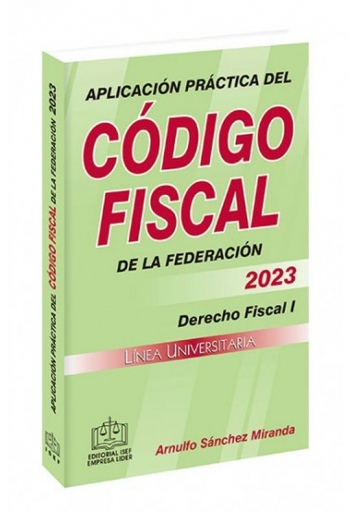 APLICACIÓN PRÁCTICA DEL
CÓDIGO
FISCAL
DE LA FEDERACIÓN
2023
Derecho Fiscal I
LÍNEA UNIVERSITARIA
EDITORIAL ISEF
EMPRESA LÍDER
Arnulfo Sánchez Miranda
APLICACIÓN PRÁCTICA DEL CÓDIGO FISCAL DE LA FEDERACIÓN 2023
ISEF